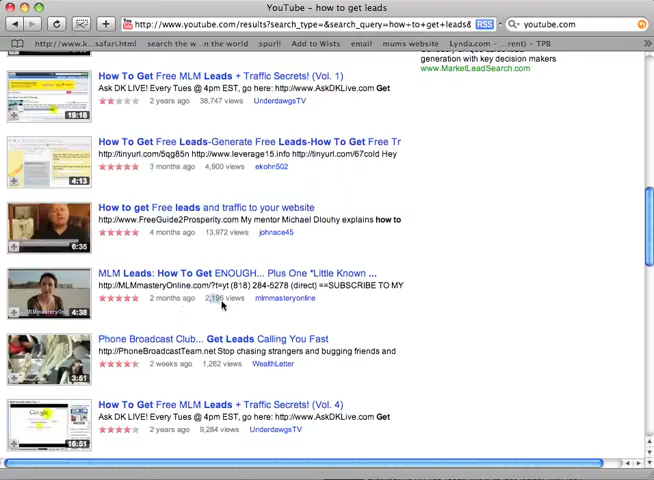 YouTube - how to get leads
http://www.youtube.com/results?search_type=&search_query=how+to+get+leads&
RSS
youtube.com
http://www.k...safari.html
search the w...n the world
spurl!
Add to Wists
email
mums website
Lynda.com -...rent) - TPB
generation with key decision makers
www.MarketLeadSearch.com
How To Get Free MLM Leads + Traffic Secrets! (Vol. 1)
Ask DK LIVE! Every Tues @ 4pm EST, go here: http://www.AskDKLive.com Get
2 years ago 38,747 views UnderdawgsTV
19:18
How To Get Free Leads-Generate Free Leads-How To Get Free Tr
http://tinyurl.com/5qg85n http://www.leverage15.info http://tinyurl.com/67cold Hey
3 months ago 4,900 views ekohn502
4:13
How to get Free leads and traffic to your website
http://www.FreeGuide2Prosperity.com My mentor Michael Dlouhy explains how to
4 months ago 13,972 views johnace45
6:35
MLM Leads: How To Get ENOUGH... Plus One *Little Known ...
http://MLMmasteryOnline.com/?t=yt (818) 284-5278 (direct) ==SUBSCRIBE TO MY
2 months ago 2,196 views mlmmasteryonline
4:38
Phone Broadcast Club... Get Leads Calling You Fast
http://PhoneBroadcastTeam.net Stop chasing strangers and bugging friends and
2 weeks ago 1,262 views WealthLetter
3:51
How To Get Free MLM Leads + Traffic Secrets! (Vol. 4)
Ask DK LIVE! Every Tues @ 4pm EST, go here: http://www.AskDKLive.com Get
2 years ago 9,284 views UnderdawgsTV
16:51